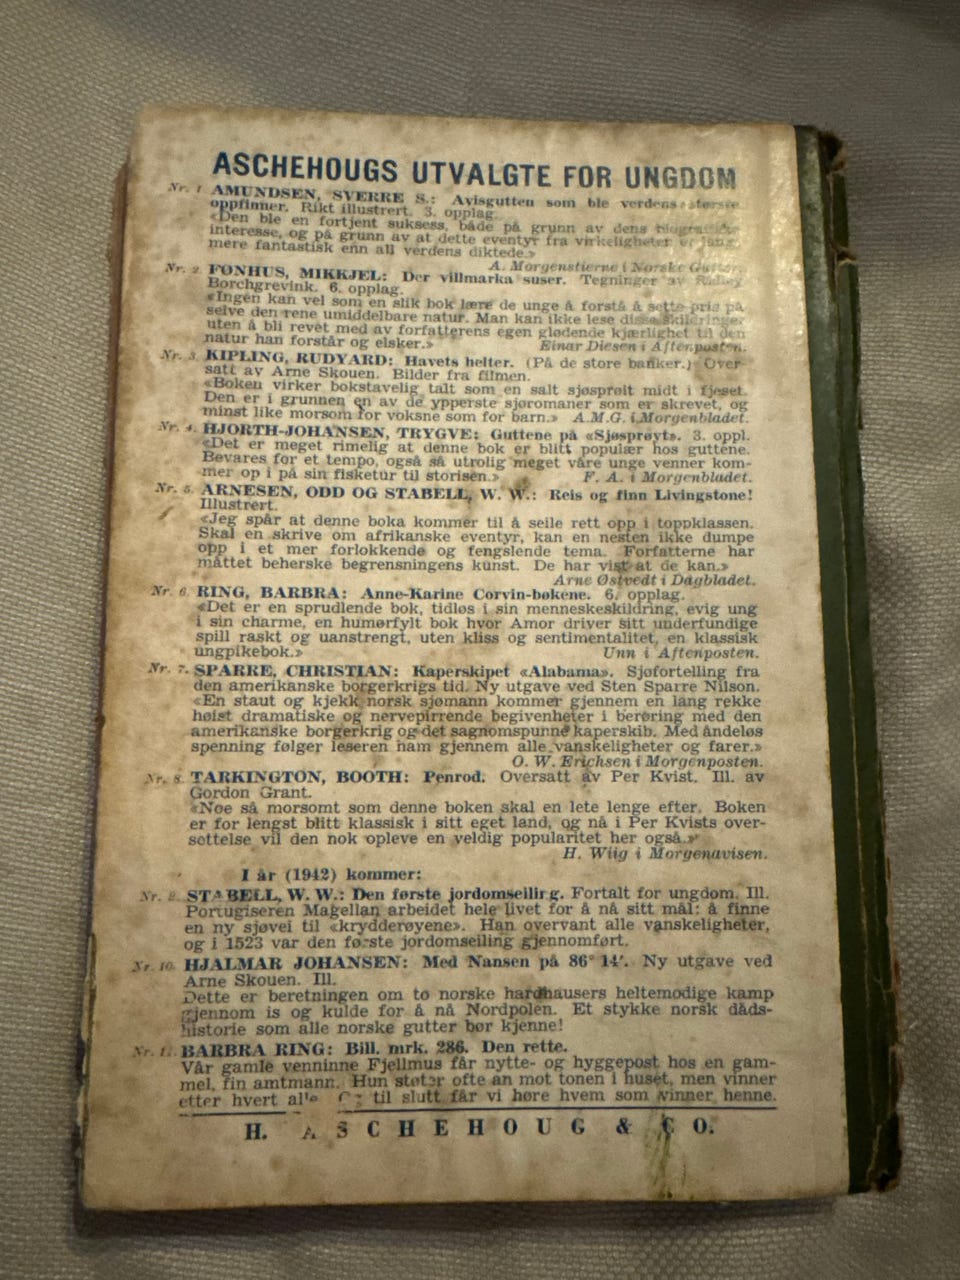 ASCHEHOUGS UTVALGTE FOR UNGDOM
Nr. 1 AMUNDSEN, SVERRE S.: Avisgutten som ble verdens største
oppfinner. Rikt illustrert. 3. opplag.
«Den ble en fortjent suksess, både på grunn av dens
interesse, og på grunn av at dette eventyr fra virkeligheten er langt
mere fantastisk enn all verdens diktede.»
A. Morgenstierne i Norske Gutter.
Nr. 2 FØNHUS, MIKKJEL: Der villmarka suser. Tegninger av
Borchgrevink. 6. opplag.
«Ingen kan vel som en slik bok lære de unge å forstå å sette pris på
selve den rene umiddelbare natur. Man kan ikke lese disse skildringer
uten å bli revet med av forfatterens egen glødende kjærlighet til den
natur han forstår og elsker.» Einar Diesen i Aftenposten.
Nr. 3 KIPLING, RUDYARD: Havets helter. (På de store banker.) Over-
satt av Arne Skouen. Bilder fra filmen.
«Boken virker bokstavelig talt som en salt sjøsprøit midt i fjeset.
Den er i grunnen en av de ypperste sjøromaner som er skrevet, og
minst like morsom for voksne som for barn.» A.M.G. i Morgenbladet.
Nr. 4. HJORTH-JOHANSEN, TRYGVE: Guttene på «Sjøsprøyt». 3. oppl.
«Det er meget rimelig at denne bok er blitt populær hos guttene.
Bevares for et tempo, også så utrolig meget våre unge venner kom-
mer op i på sin fisketur til storisen.» F. A. i Morgenbladet.
Nr. 5. ARNESEN, ODD OG STABELL, W. W.: Reis og finn Livingstone!
Illustrert.
«Jeg spår at denne boka kommer til å seile rett opp i toppklassen.
Skal en skrive om afrikanske eventyr, kan en nesten ikke dumpe
opp i et mer forlokkende og fengslende tema. Forfatterne har
måttet beherske begrensningens kunst. De har vist at de kan.»
Arne Østvedt i Dagbladet.
Nr. 6 RING, BARBRA: Anne-Karine Corvin-bøkene. 6. opplag.
«Det er en sprudlende bok, tidløs i sin menneskeskildring, evig ung
i sin charme, en humørfylt bok hvor Amor driver sitt underfundige
spill raskt og uanstrengt, uten kliss og sentimentalitet, en klassisk
ungpikebok.» Unn i Aftenposten.
Nr. 7. SPARRE, CHRISTIAN: Kaperskipet «Alabama». Sjøfortelling fra
den amerikanske borgerkrigs tid. Ny utgave ved Sten Sparre Nilson.
«En staut og kjekk norsk sjømann kommer gjennem en lang rekke
høist dramatiske og nervepirrende begivenheter i berøring med den
amerikanske borgerkrig og det sagnomspunne kaperskib. Med åndeløs
spenning følger leseren ham gjennem alle vanskeligheter og farer.»
O. W. Erichsen i Morgenposten.
Nr. 8. TARKINGTON, BOOTH: Penrod. Oversatt av Per Kvist. Ill. av
Gordon Grant.
«Noe så morsomt som denne boken skal en lete lenge efter. Boken
er for lengst blitt klassisk i sitt eget land, og nå i Per Kvists over-
settelse vil den nok opleve en veldig popularitet her også.»
H. Wiig i Morgenavisen.
I år (1942) kommer:
Nr. 9. STABELL, W. W.: Den første jordomseiling. Fortalt for ungdom. Ill.
Portugiseren Magellan arbeidet hele livet for å nå sitt mål: å finne
en ny sjøvei til «krydderøyene». Han overvant alle vanskeligheter,
og i 1523 var den første jordomseiling gjennomført.
Nr. 10. HJALMAR JOHANSEN: Med Nansen på 86° 14'. Ny utgave ved
Arne Skouen. Ill.
Dette er beretningen om to norske hardhausers heltemodige kamp
gjennom is og kulde for å nå Nordpolen. Et stykke norsk dåds-
historie som alle norske gutter bør kjenne!
Nr. 11. BARBRA RING: Bill. mrk. 286. Den rette.
Vår gamle venninne Fjellmus får nytte- og hyggepost hos en gam-
mel, fin amtmann. Hun støter ofte an mot tonen i huset, men vinner
etter hvert alle. Og til slutt får vi høre hvem som vinner henne.
H. ASCHEHOUG & CO.